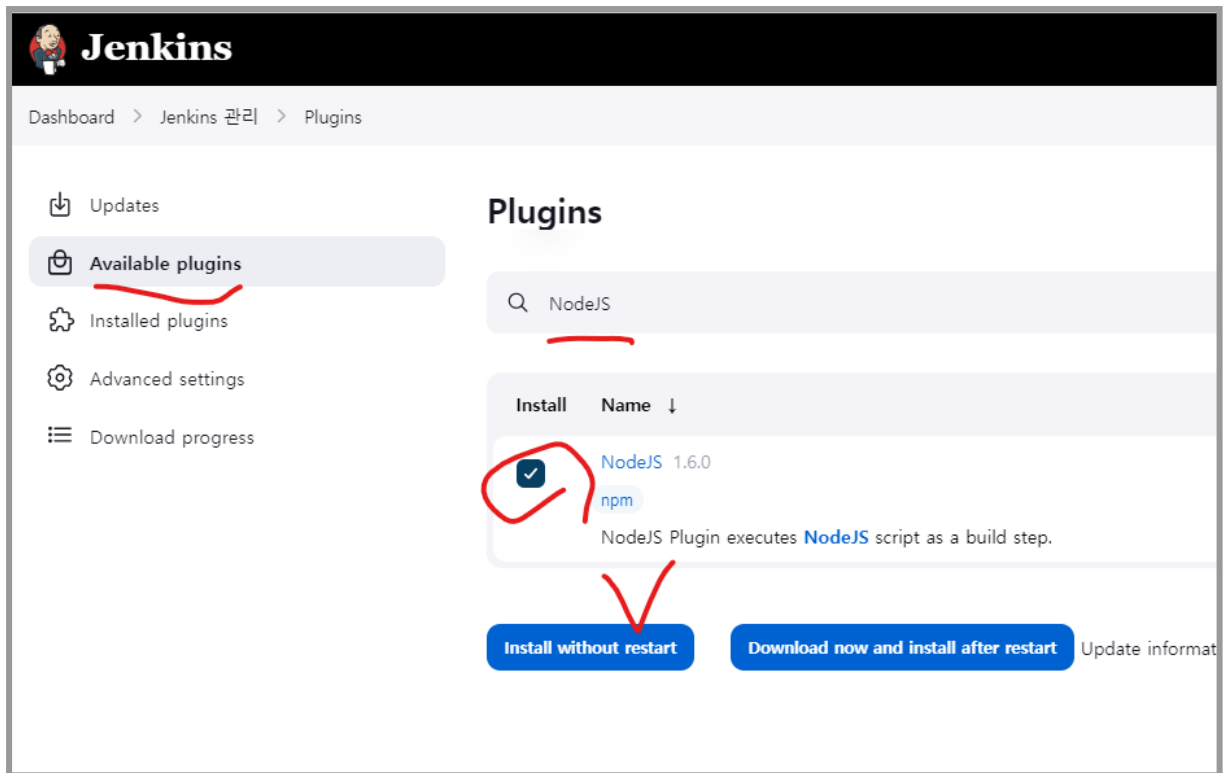 Jenkins
Dashboard > Jenkins 관리 > Plugins
Updates
Available plugins
Installed plugins
Advanced settings
Download progress
Plugins
NodeJS
Install Name ↓
NodeJS 1.6.0
npm
NodeJS Plugin executes NodeJS script as a build step.
Install without restart Download now and install after restart Update informat